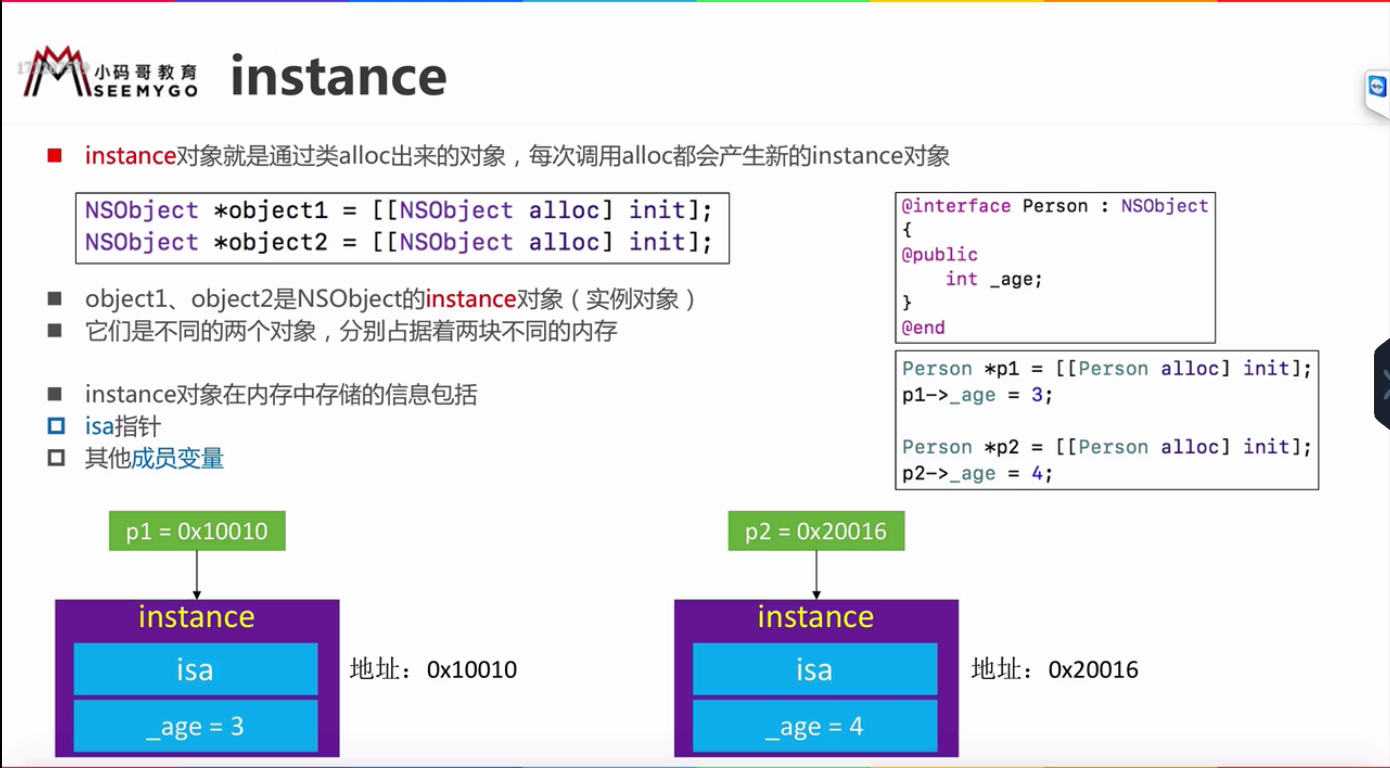 小码哥教育
SEEMYGO
instance
instance对象就是通过类alloc出来的对象，每次调用alloc都会产生新的instance对象
NSObject *object1 = [[NSObject alloc] init];
NSObject *object2 = [[NSObject alloc] init];
object1、object2是NSObject的instance对象（实例对象）
它们是不同的两个对象，分别占据着两块不同的内存
instance对象在内存中存储的信息包括
isa指针
其他成员变量
@interface Person : NSObject
{
@public
    int _age;
}
@end
Person *p1 = [[Person alloc] init];
p1->_age = 3;
Person *p2 = [[Person alloc] init];
p2->_age = 4;
p1 = 0x10010
instance
isa
_age = 3
地址：0x10010
p2 = 0x20016
instance
isa
_age = 4
地址：0x20016